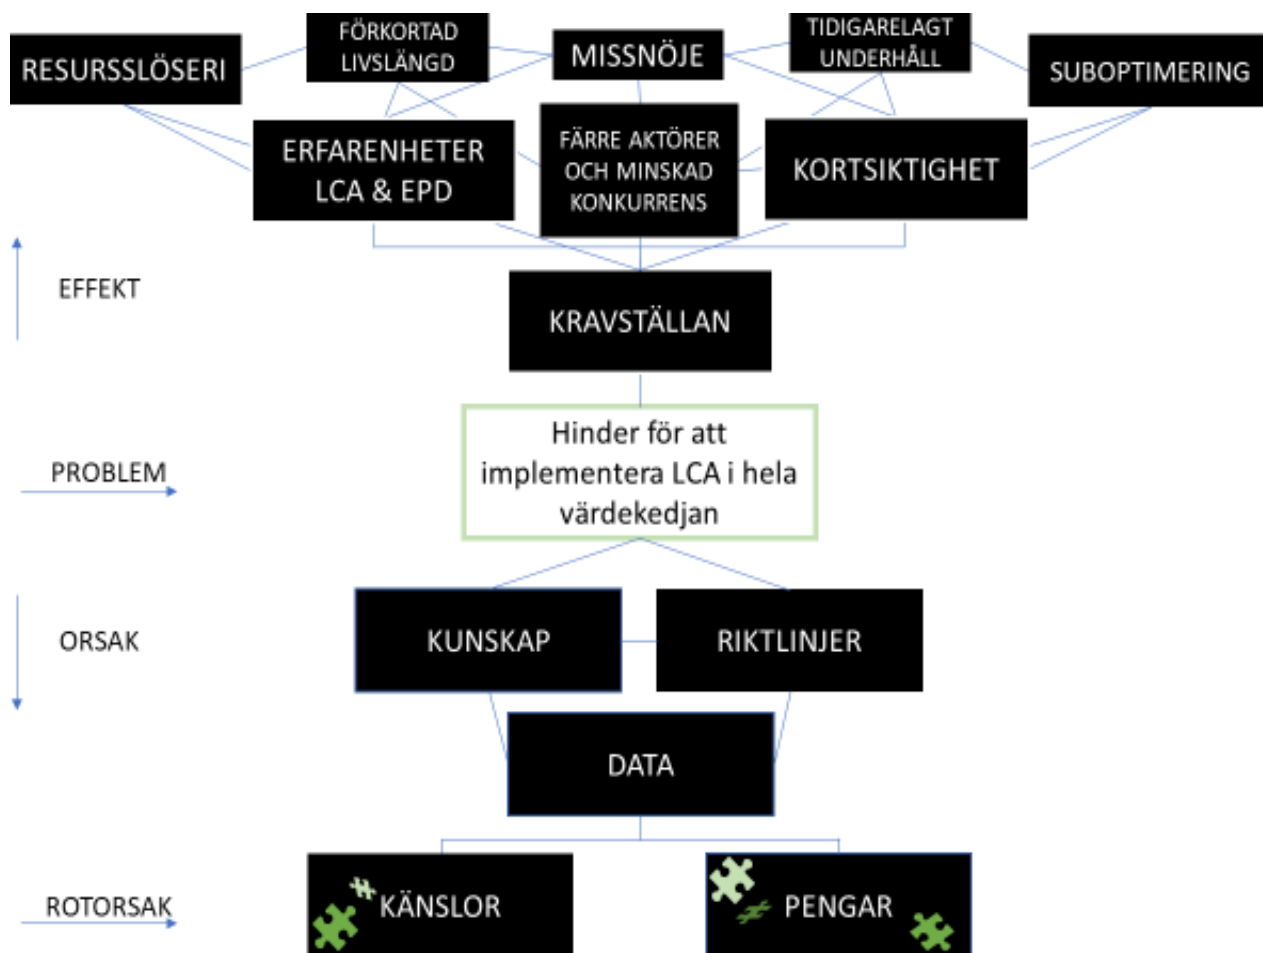 RESURSSLÖSERI
FÖRKORTAD
LIVSLÄNGD
MISSNÖJE
TIDIGARELAGT
UNDERHÅLL
SUBOPTIMERING
ERFARENHETER
LCA & EPD
FÄRRE AKTÖRER
OCH MINSKAD
KONKURRENS
KORTSIKTIGHET
EFFEKT
KRAVSTÄLLAN
PROBLEM
Hinder för att
implementera LCA i hela
värdekedjan
ORSAK
KUNSKAP
RIKTLINJER
DATA
ROTORSAK
KÄNSLOR
PENGAR